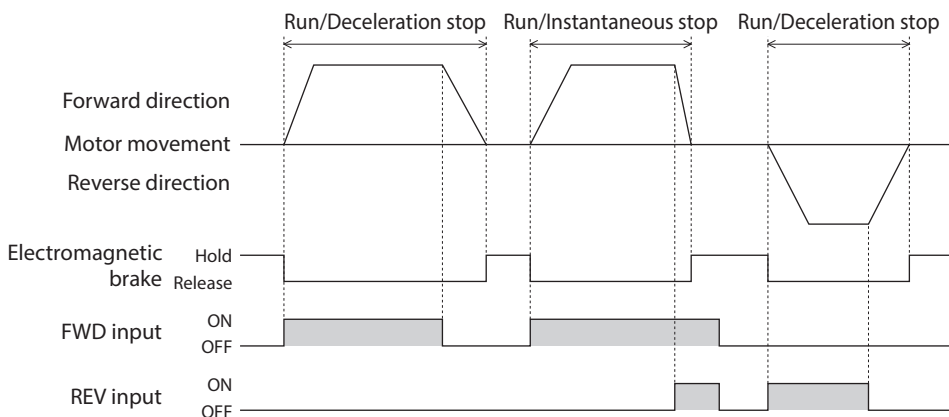 Run/Deceleration stop
Run/Instantaneous stop
Run/Deceleration stop
Forward direction
Motor movement
Reverse direction
Electromagnetic
brake
Hold
Release
FWD input
ON
OFF
REV input
ON
OFF